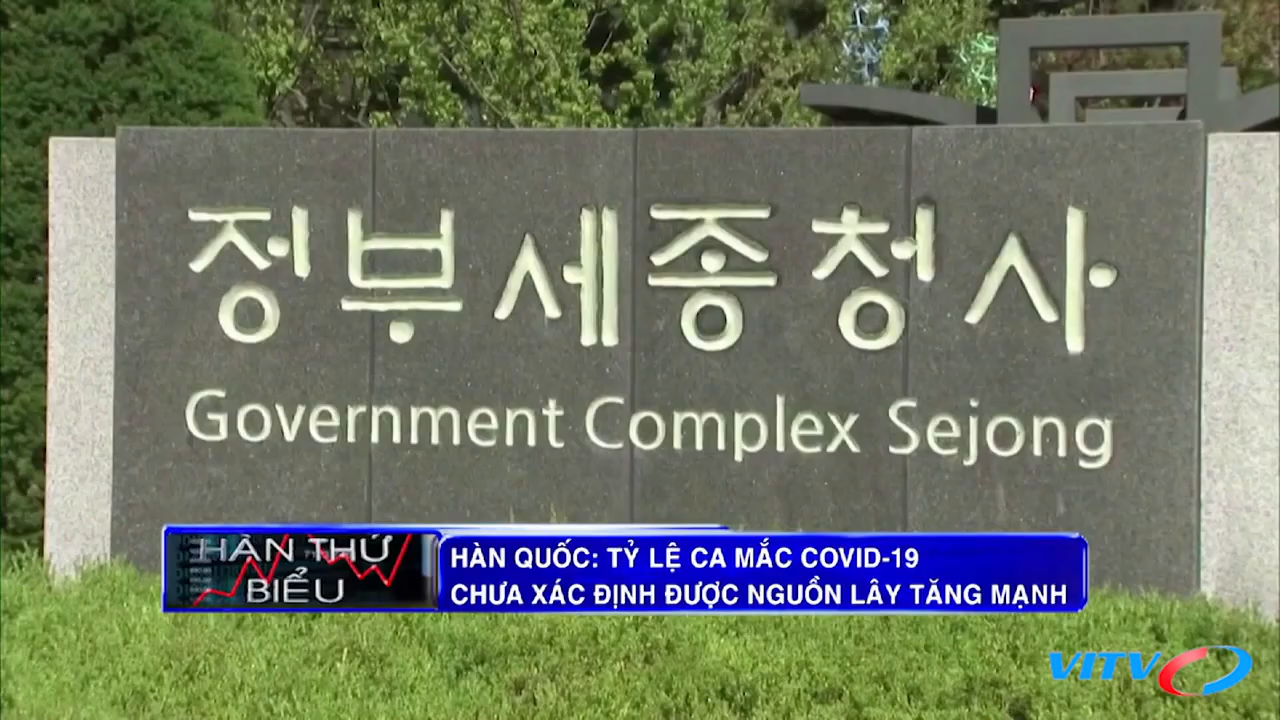 정부세종청사
Government Complex Sejong
HÀN THỬ
BIỂU
HÀN QUỐC: TỶ LỆ CA MẮC COVID-19
CHƯA XÁC ĐỊNH ĐƯỢC NGUỒN LÂY TĂNG MẠNH
VITV